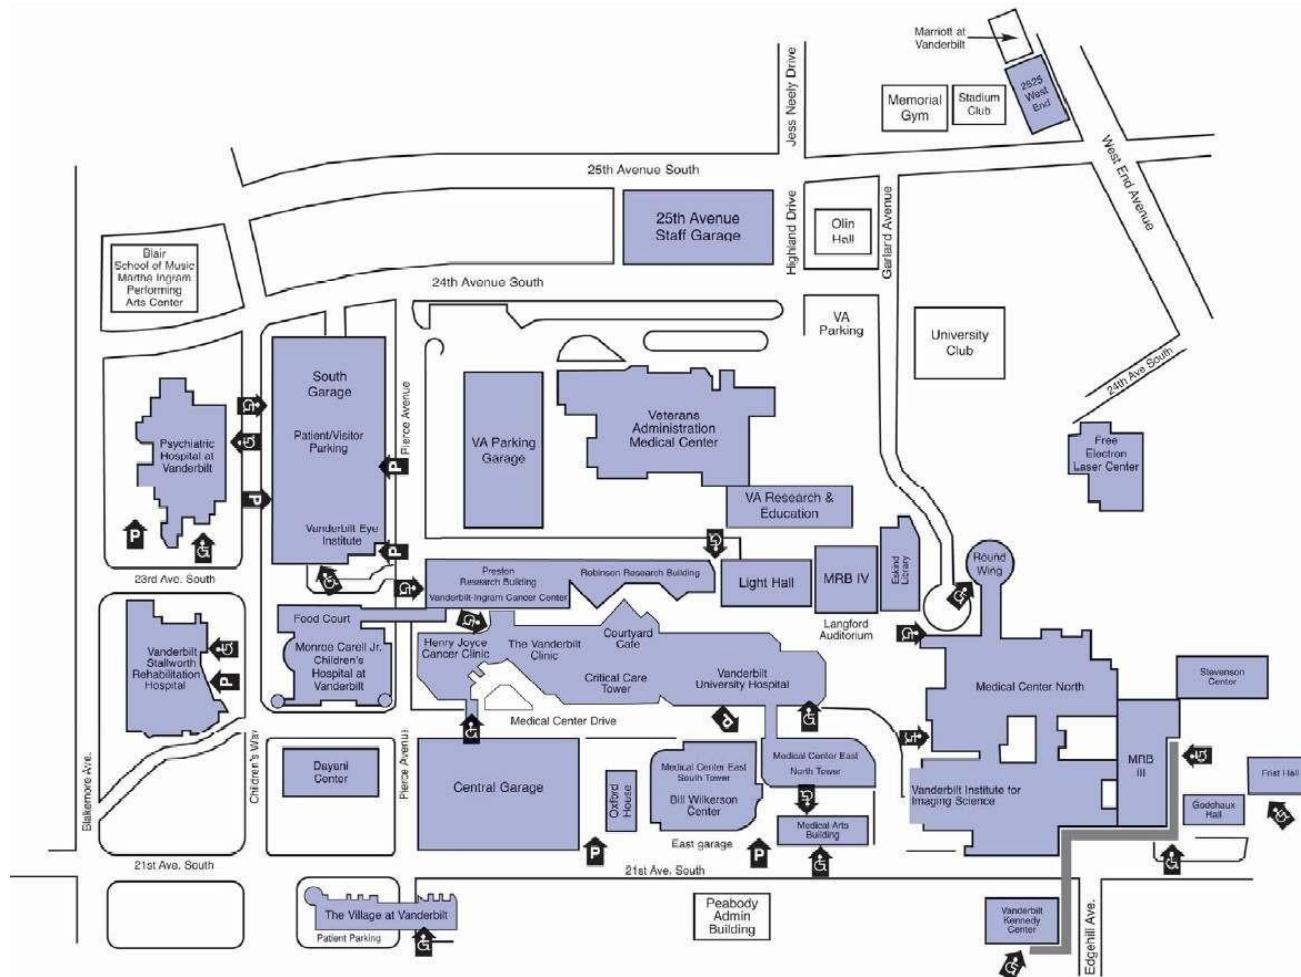 Marriott at
Vanderbilt
2525
West
End
Memorial
Gym
Stadium
Club
Jess Neely Drive
West End Avenue
25th Avenue South
25th Avenue
Staff Garage
Highland Drive
Olin
Hall
Garland Avenue
Blair
School of Music
Martha Ingram
Performing
Arts Center
24th Avenue South
VA
Parking
University
Club
24th Ave South
South
Garage
Patient/Visitor
Parking
Pierce Avenue
Vanderbilt Eye
Institute
Psychiatric
Hospital at
Vanderbilt
P
P
P
P
VA Parking
Garage
Veterans
Administration
Medical Center
VA Research &
Education
Free
Electron
Laser Center
23rd Ave. South
Preston
Research Building
Vanderbilt-Ingram Cancer Center
Robinson Research Building
Light Hall
MRB IV
Eskind
Library
Round
Wing
Langford
Auditorium
Food Court
Monroe Carell Jr.
Children's
Hospital at
Vanderbilt
Henry Joyce
Cancer Clinic
The Vanderbilt
Clinic
Courtyard
Cafe
Critical Care
Tower
Vanderbilt
University Hospital
Medical Center North
Stevenson
Center
Vanderbilt
Stallworth
Rehabilitation
Hospital
P
P
Medical Center Drive
Blakemore Ave.
Children's Way
Dayani
Center
Pierce Avenue
Central Garage
Oxford
House
Medical Center East
South Tower
Bill Wilkerson
Center
Medical Center East
North Tower
Medical Arts
Building
Vanderbilt Institute for
Imaging Science
MRB
III
Frist Hall
Godchaux
Hall
P
East garage
P
21st Ave. South
21st Ave. South
The Village at Vanderbilt
Patient Parking
Peabody
Admin
Building
Vanderbilt
Kennedy
Center
Edgehill Ave.